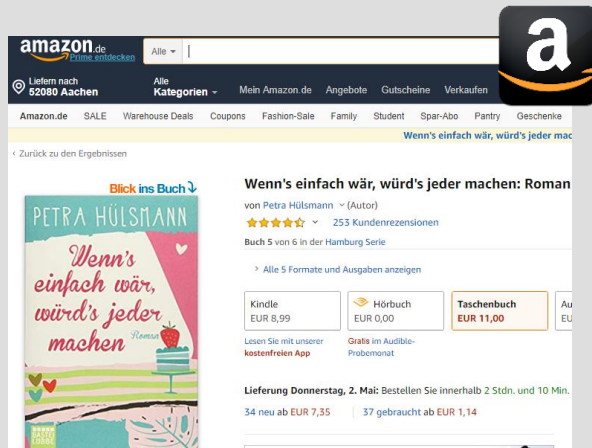 amazon.de
Prime entdecken
Alle
a
Liefern nach
52080 Aachen
Alle
Kategorien
Mein Amazon.de Angebote Gutscheine Verkaufen
Amazon.de SALE Warehouse Deals Coupons Fashion-Sale Family Student Spar-Abo Pantry Geschenke
Wenn's einfach wär, würd's jeder mac
‹ Zurück zu den Ergebnissen
Blick ins Buch
PETRA HÜLSMANN
Wenn's
einfach wär,
würd's jeder
machen
Roman
BASTEI
LÜBBE
Wenn's einfach wär, würd's jeder machen: Roman
von Petra Hülsmann (Autor)
253 Kundenrezensionen
Buch 5 von 6 in der Hamburg Serie
› Alle 5 Formate und Ausgaben anzeigen
Kindle
EUR 8,99
Hörbuch
EUR 0,00
Taschenbuch
EUR 11,00
Au
EU
Lesen Sie mit unserer
kostenfreien App
Gratis im Audible-
Probemonat
Lieferung Donnerstag, 2. Mai: Bestellen Sie innerhalb 2 Stdn. und 10 Min.
34 neu ab EUR 7,35 37 gebraucht ab EUR 1,14